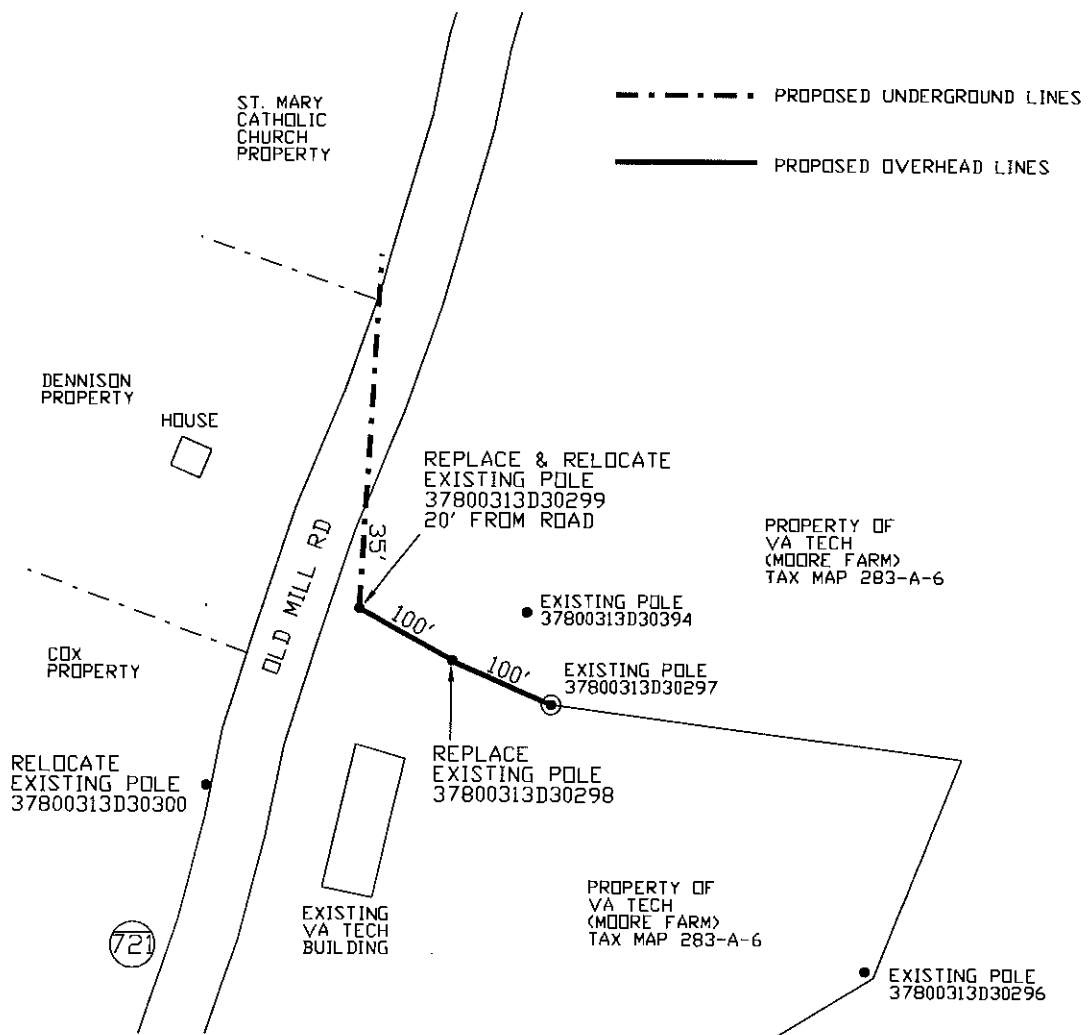 ST. MARY
CATHOLIC
CHURCH
PROPERTY
PROPOSED UNDERGROUND LINES
PROPOSED OVERHEAD LINES
DENNISON
PROPERTY
HOUSE
REPLACE & RELOCATE
EXISTING POLE
37800313D30299
20' FROM ROAD
35'
OLD MILL RD
PROPERTY OF
VA TECH
(MOORE FARM)
TAX MAP 283-A-6
EXISTING POLE
37800313D30394
100'
100'
EXISTING POLE
37800313D30297
COX
PROPERTY
RELOCATE
EXISTING POLE
37800313D30300
REPLACE
EXISTING POLE
37800313D30298
EXISTING
VA TECH
BUILDING
PROPERTY OF
VA TECH
(MOORE FARM)
TAX MAP 283-A-6
721
EXISTING POLE
37800313D30296